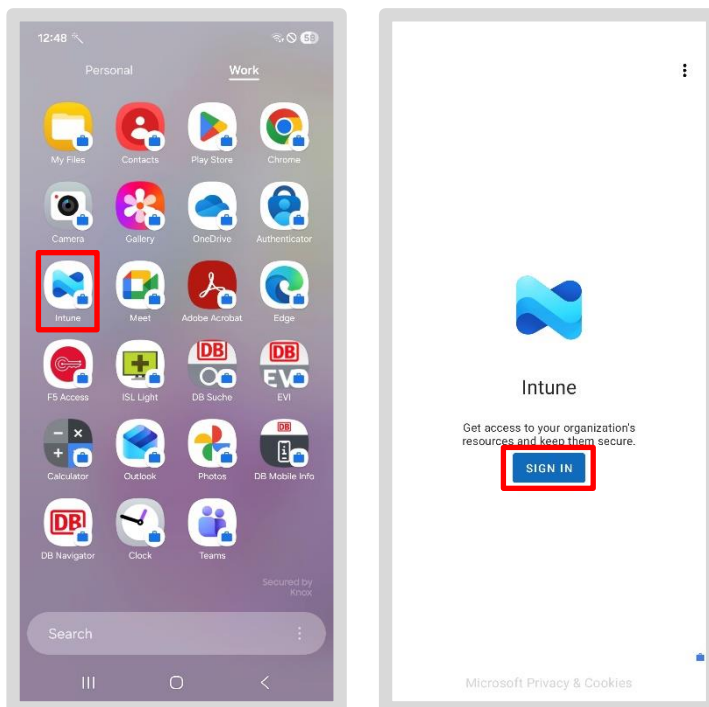 12:48
58
Personal Work
My Files Contacts Play Store Chrome
Camera Gallery OneDrive Authenticator
Intune Meet Adobe Acrobat Edge
DB DB
EVI
F5 Access ISL Light DB Suche EVI
DB
Calculator Outlook Photos DB Mobile Info
DB
DB Navigator Clock Teams
Secured by
Knox
Search
Intune
Get access to your organization's
resources and keep them secure.
SIGN IN
Microsoft Privacy & Cookies